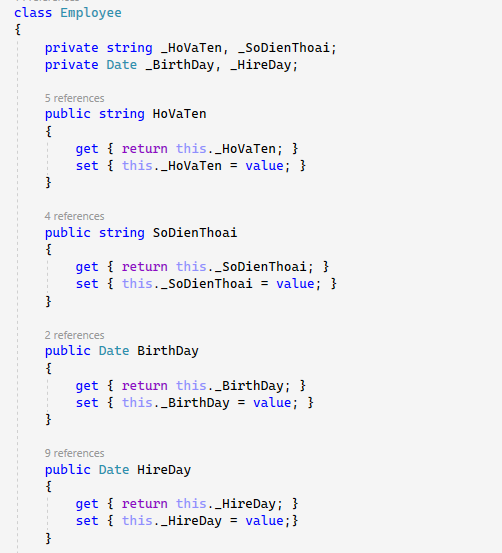 class Employee
{
private string _HoVaTen, _SoDienThoai;
private Date _BirthDay, _HireDay;
5 references
public string HoVaTen
{
get { return this._HoVaTen; }
set { this._HoVaTen = value; }
}
4 references
public string SoDienThoai
{
get { return this._SoDienThoai; }
set { this._SoDienThoai = value; }
}
2 references
public Date BirthDay
{
get { return this._BirthDay; }
set { this._BirthDay = value; }
}
9 references
public Date HireDay
{
get { return this._HireDay; }
set { this._HireDay = value;}
}